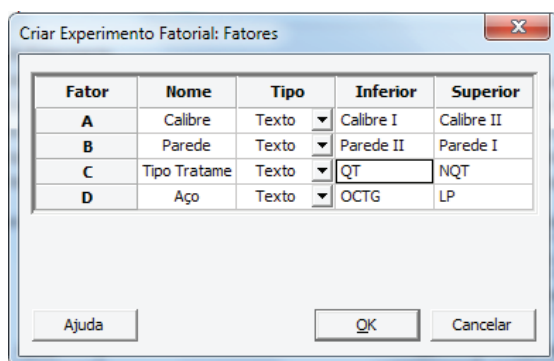 Criar Experimento Fatorial: Fatores
Fator Nome Tipo Inferior Superior
A Calibre Texto Calibre I Calibre II
B Parede Texto Parede II Parede I
C Tipo Tratame Texto QT NQT
D Aço Texto OCTG LP
Ajuda OK Cancelar